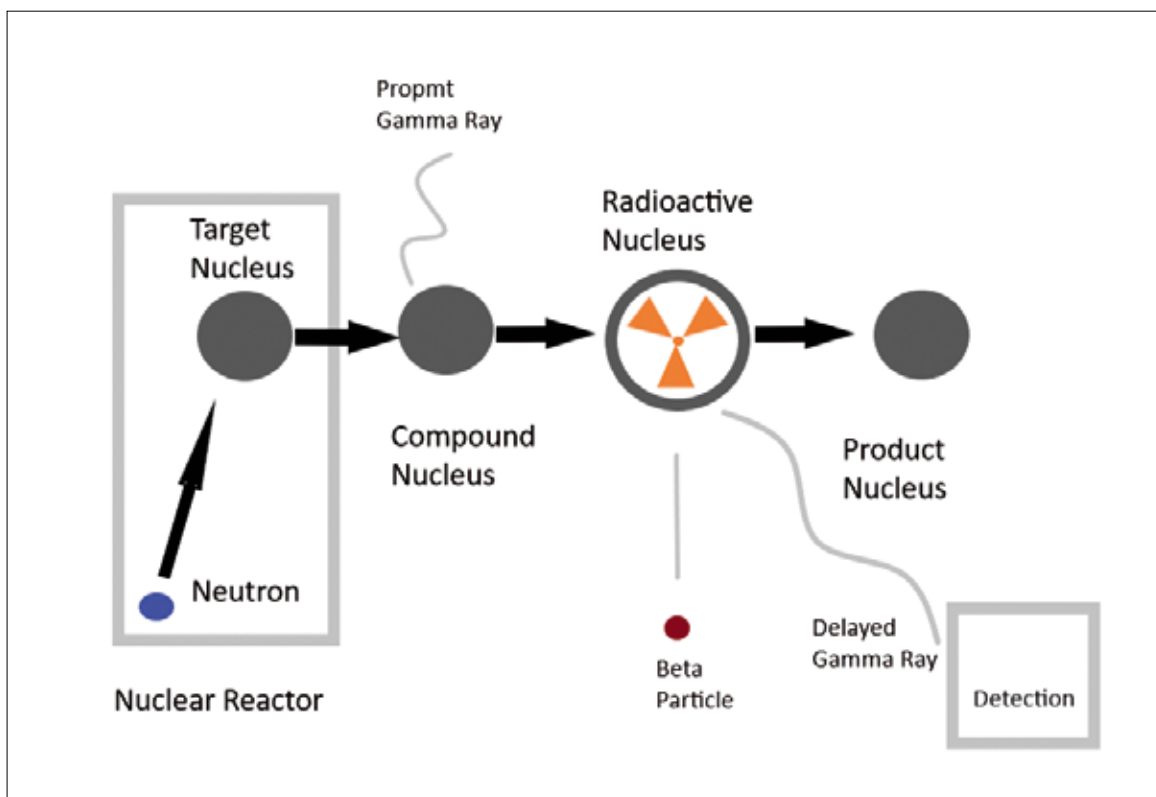 Propmt
Gamma Ray
Target
Nucleus
Radioactive
Nucleus
Compound
Nucleus
Product
Nucleus
Neutron
Delayed
Gamma Ray
Beta
Particle
Detection
Nuclear Reactor